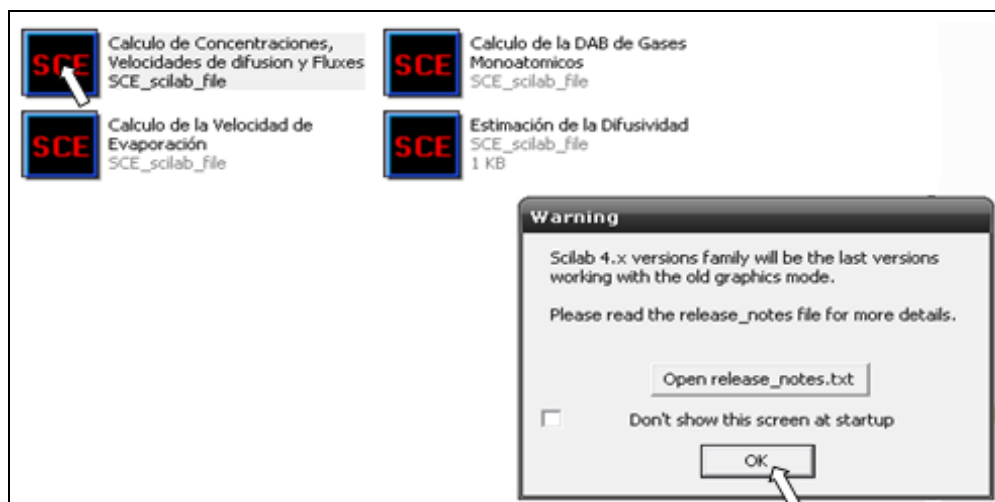 SCE
Calculo de Concentraciones,
Velocidades de difusion y Fluxes
SCE_scilab_file
SCE
Calculo de la DAB de Gases
Monoatomicos
SCE_scilab_file
SCE
Calculo de la Velocidad de
Evaporación
SCE_scilab_file
SCE
Estimación de la Difusividad
SCE_scilab_file
1 KB
Warning
Scilab 4.x versions family will be the last versions
working with the old graphics mode.
Please read the release_notes file for more details.
Open release_notes.txt
Don't show this screen at startup
OK